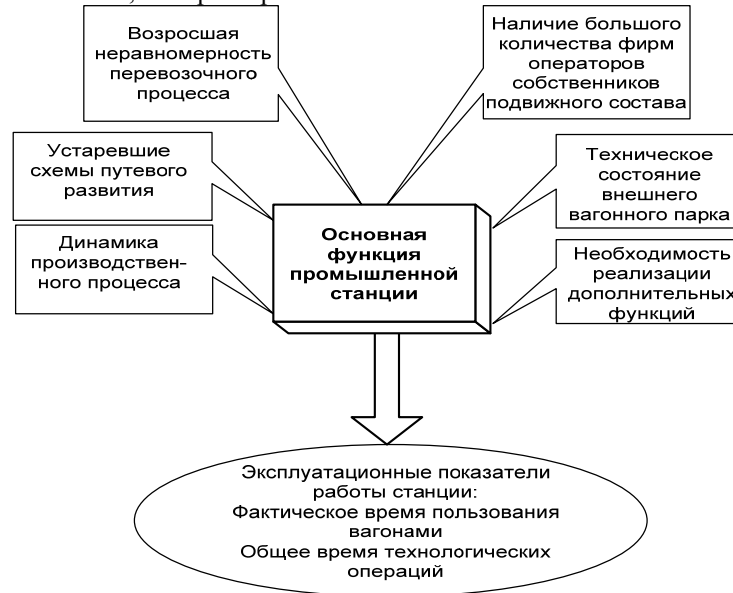 Возросшая
неравномерность
перевозочного
процесса
Наличие большого
количества фирм
операторов
собственников
подвижного состава
Устаревшие
схемы путевого
развития
Техническое
состояние
внешнего
вагонного парка
Динамика
производствен-
ного процесса
Основная
функция
промышленной
станции
Необходимость
реализации
дополнительных
функций
Эксплуатационные показатели
работы станции:
Фактическое время пользования
вагонами
Общее время технологических
операций